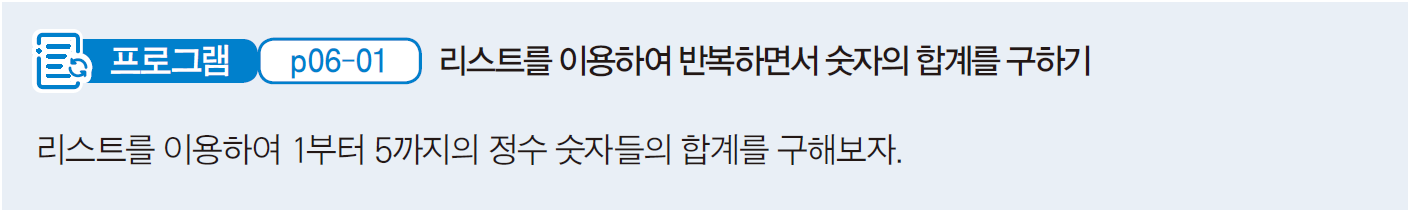 프로그램 p06-01 리스트를 이용하여 반복하면서 숫자의 합계를 구하기
리스트를 이용하여 1부터 5까지의 정수 숫자들의 합계를 구해보자.